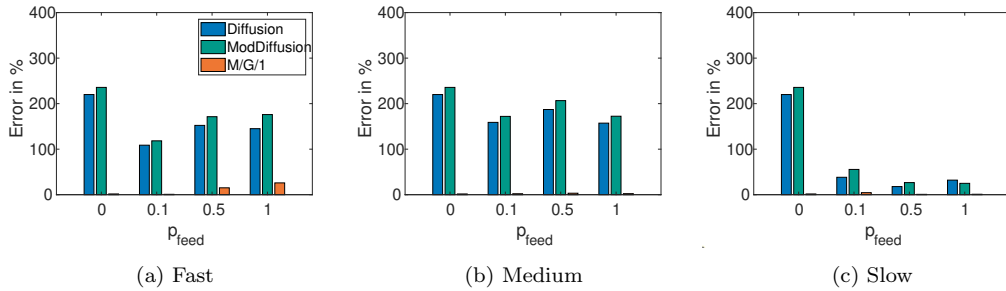 400
300
200
100
0
Error in %
0 0.1 0.5 1
p_feed
Diffusion
ModDiffusion
M/G/1
(a) Fast
400
300
200
100
0
Error in %
0 0.1 0.5 1
p_feed
(b) Medium
400
300
200
100
0
Error in %
0 0.1 0.5 1
p_feed
(c) Slow